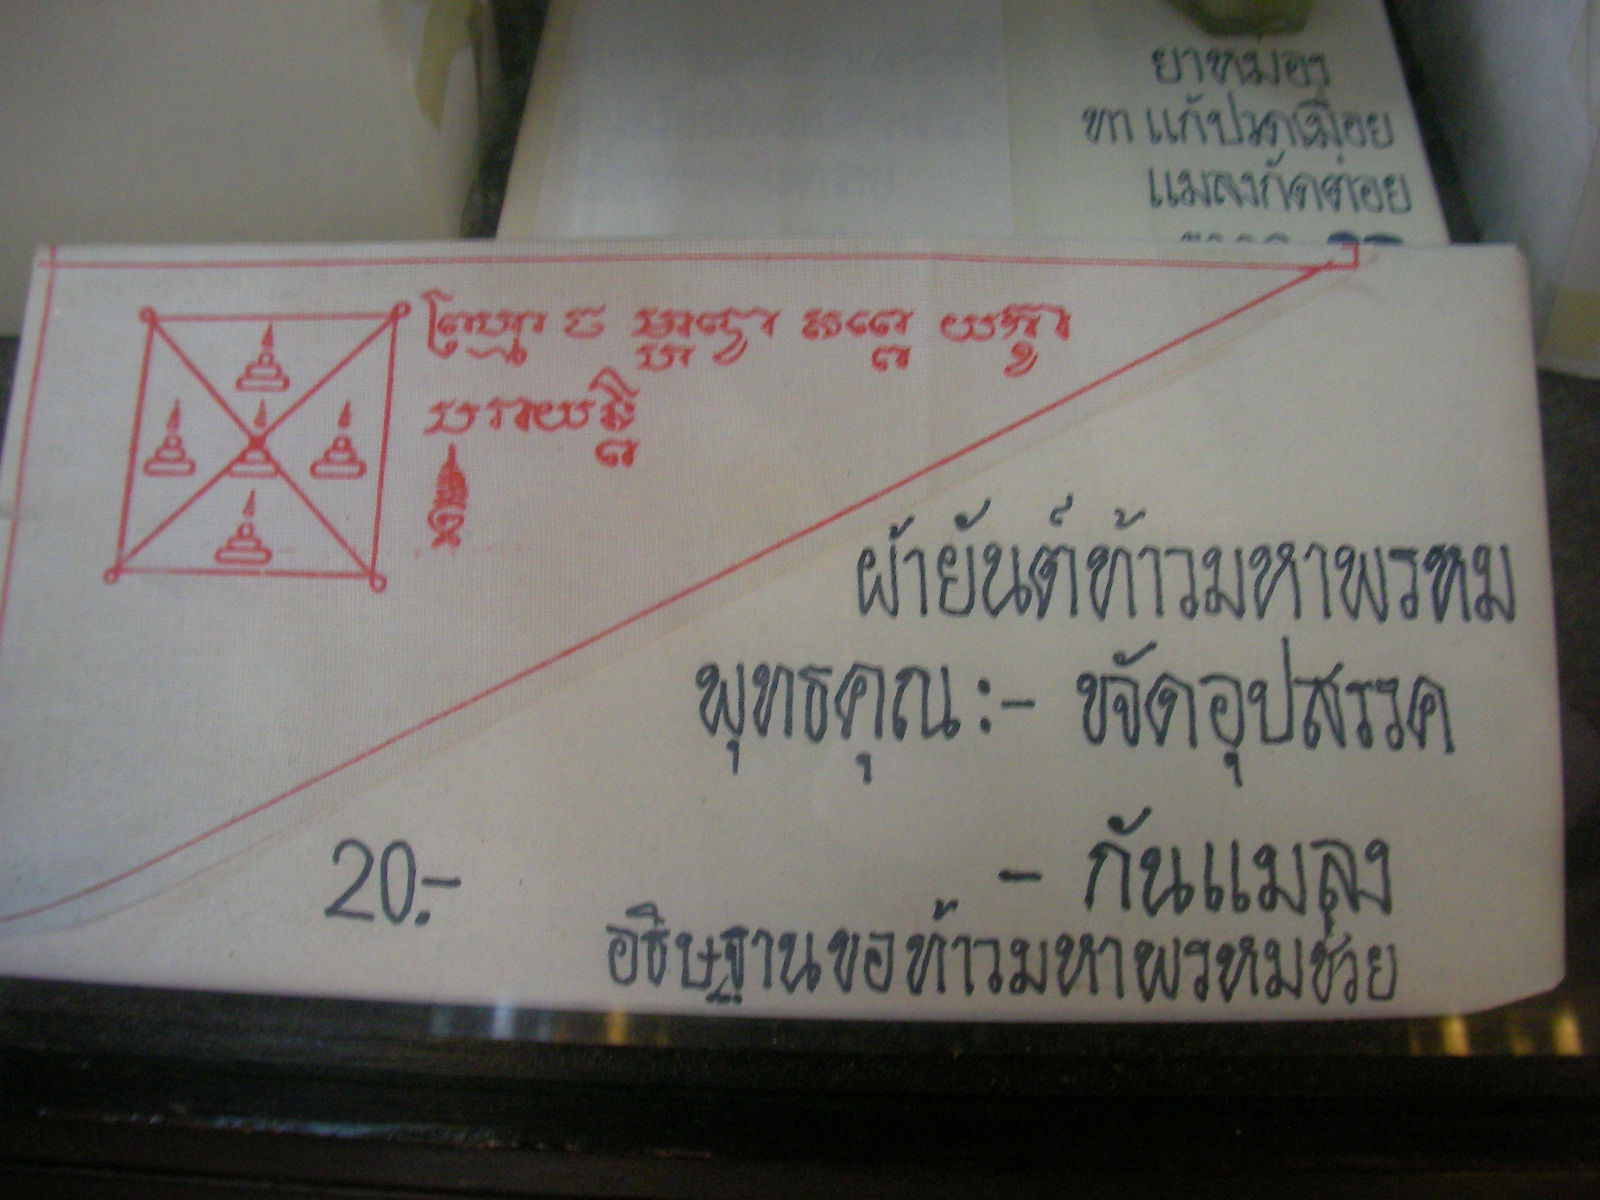 ยาหม่อง
ทา แก้ปวดเมื่อย
แมลงกัดต่อย
ผ้ายันต์ท้าวมหาพรหม
พุทธคุณ :- ขจัดอุปสรรค
- กันแมลง
20.-
อธิษฐานขอท้าวมหาพรหมช่วย